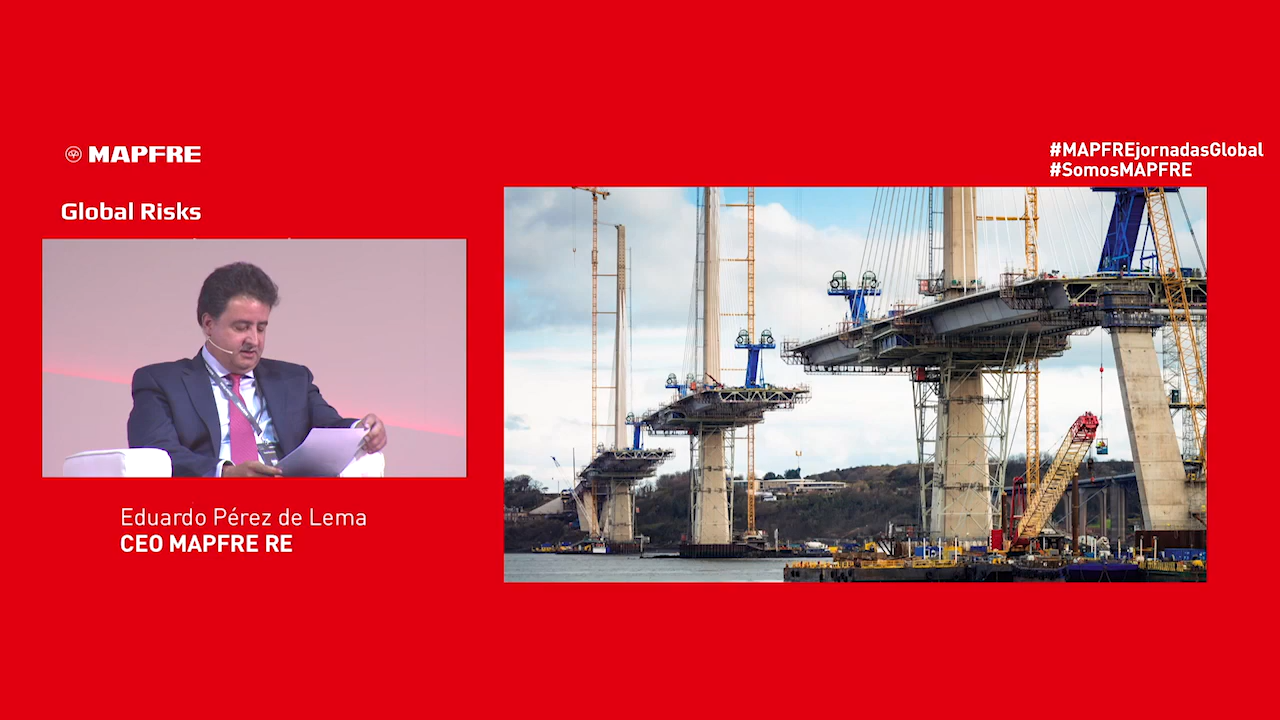 MAPFRE
#MAPFREjornadasGlobal
#SomosMAPFRE
Global Risks
Eduardo Pérez de Lema
CEO MAPFRE RE